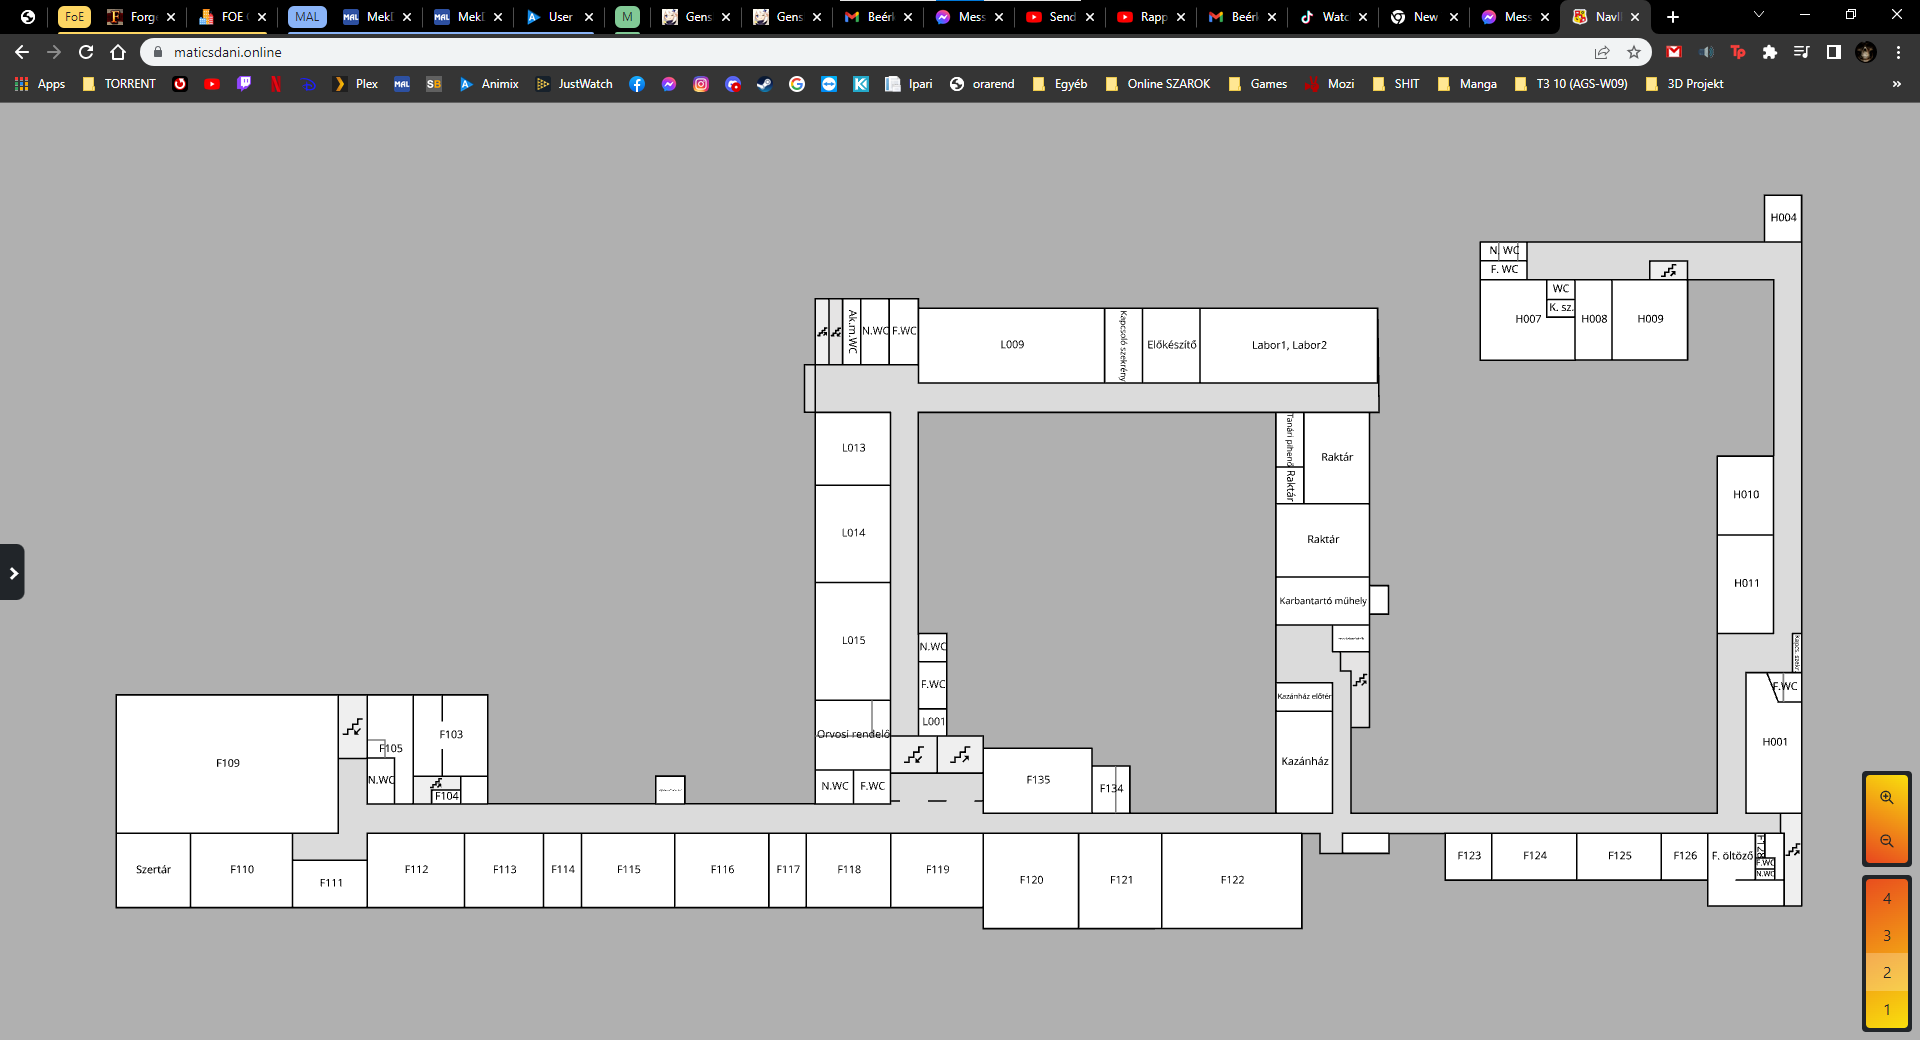 FoE
Forg
FOE
MAL
MekI
MekI
User
M
Gens
Gens
Beérk
Mess
Send
Rapp
Beérk
Watc
New
Mess
NavI
maticsdani.online
Apps
TORRENT
Plex
MAL
SB
Animix
JustWatch
Ipari
orarend
Egyéb
Online SZAROK
Games
Mozi
SHIT
Manga
T3 10 (AGS-W09)
3D Projekt
H004
N. WC
F. WC
WC
K. sz.
H007
H008
H009
Ak.m.WC
N.WC
F.WC
L009
Kapcsoló szekrény
Előkészítő
Labor1, Labor2
L013
Tanári pihenő
Raktár
Raktár
H010
L014
Raktár
H011
Karbantartó műhely
L015
N.WC
F.WC
L001
Kazánház előtér
F.WC
Orvosi rendelő
H001
F109
F105
F103
N.WC
F104
N.WC
F.WC
F135
F134
Kazánház
Szertár
F110
F111
F112
F113
F114
F115
F116
F117
F118
F119
F120
F121
F122
F123
F124
F125
F126
F. öltöző
F.WC
N.WC
4
3
2
1